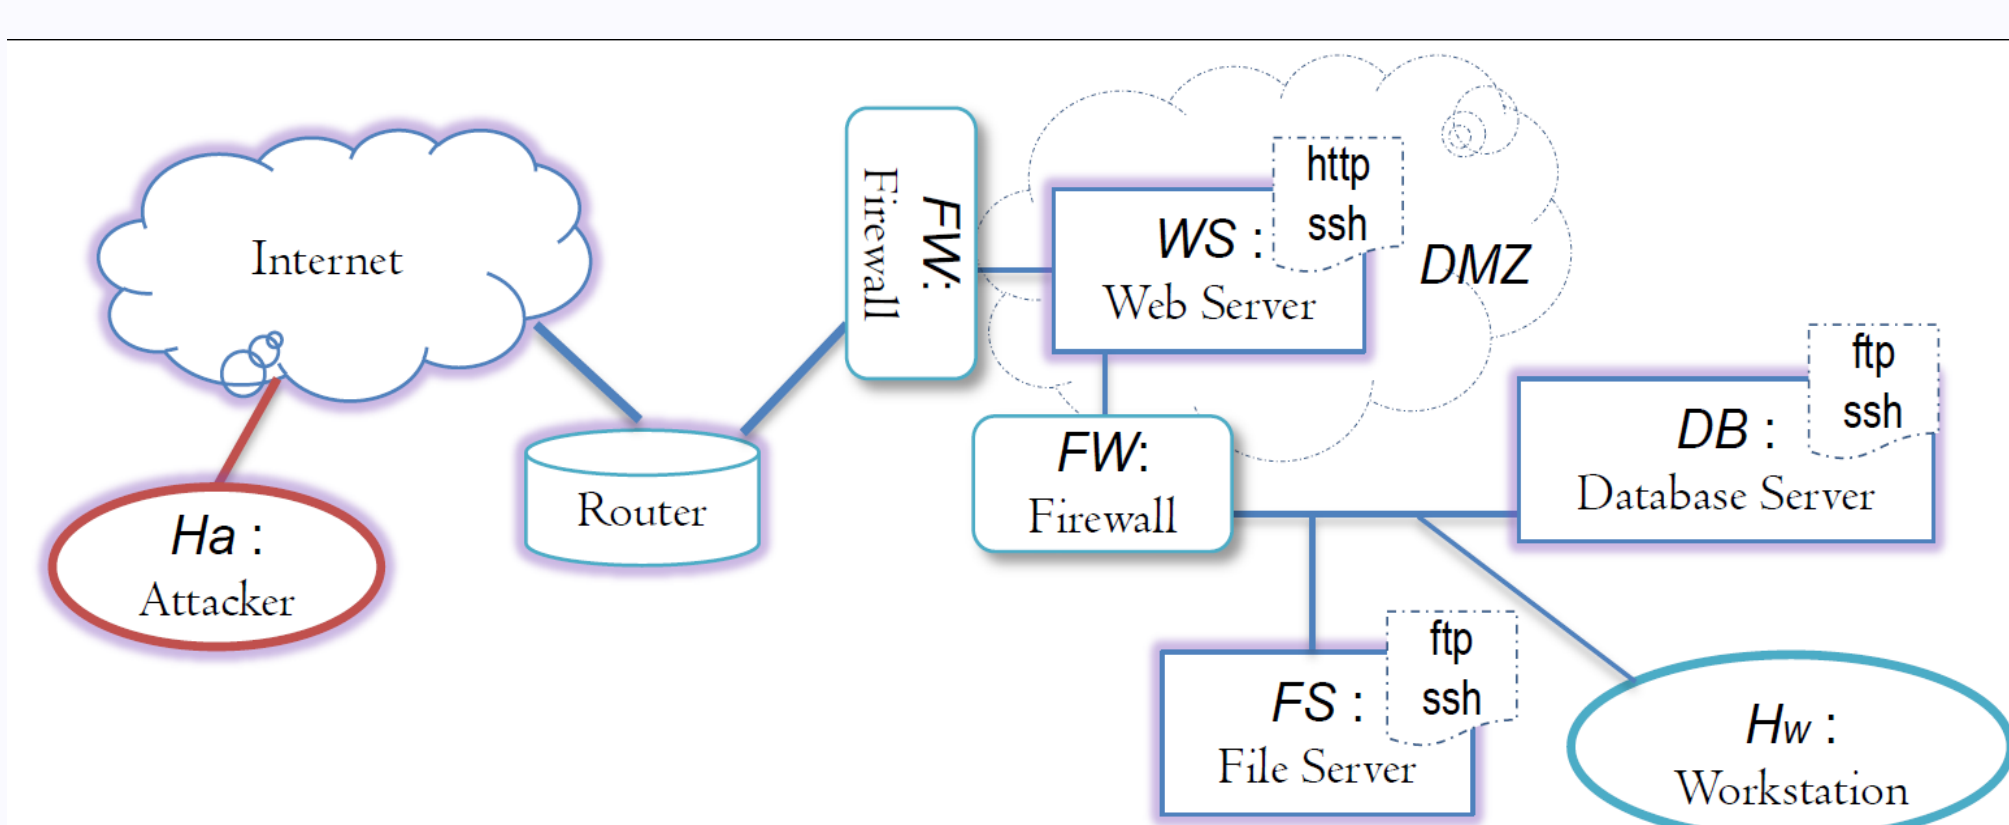 Internet
Ha :
Attacker
Router
FW:
Firewall
http
ssh
WS :
Web Server
DMZ
FW:
Firewall
ftp
ssh
DB :
Database Server
ftp
ssh
FS :
File Server
Hw :
Workstation